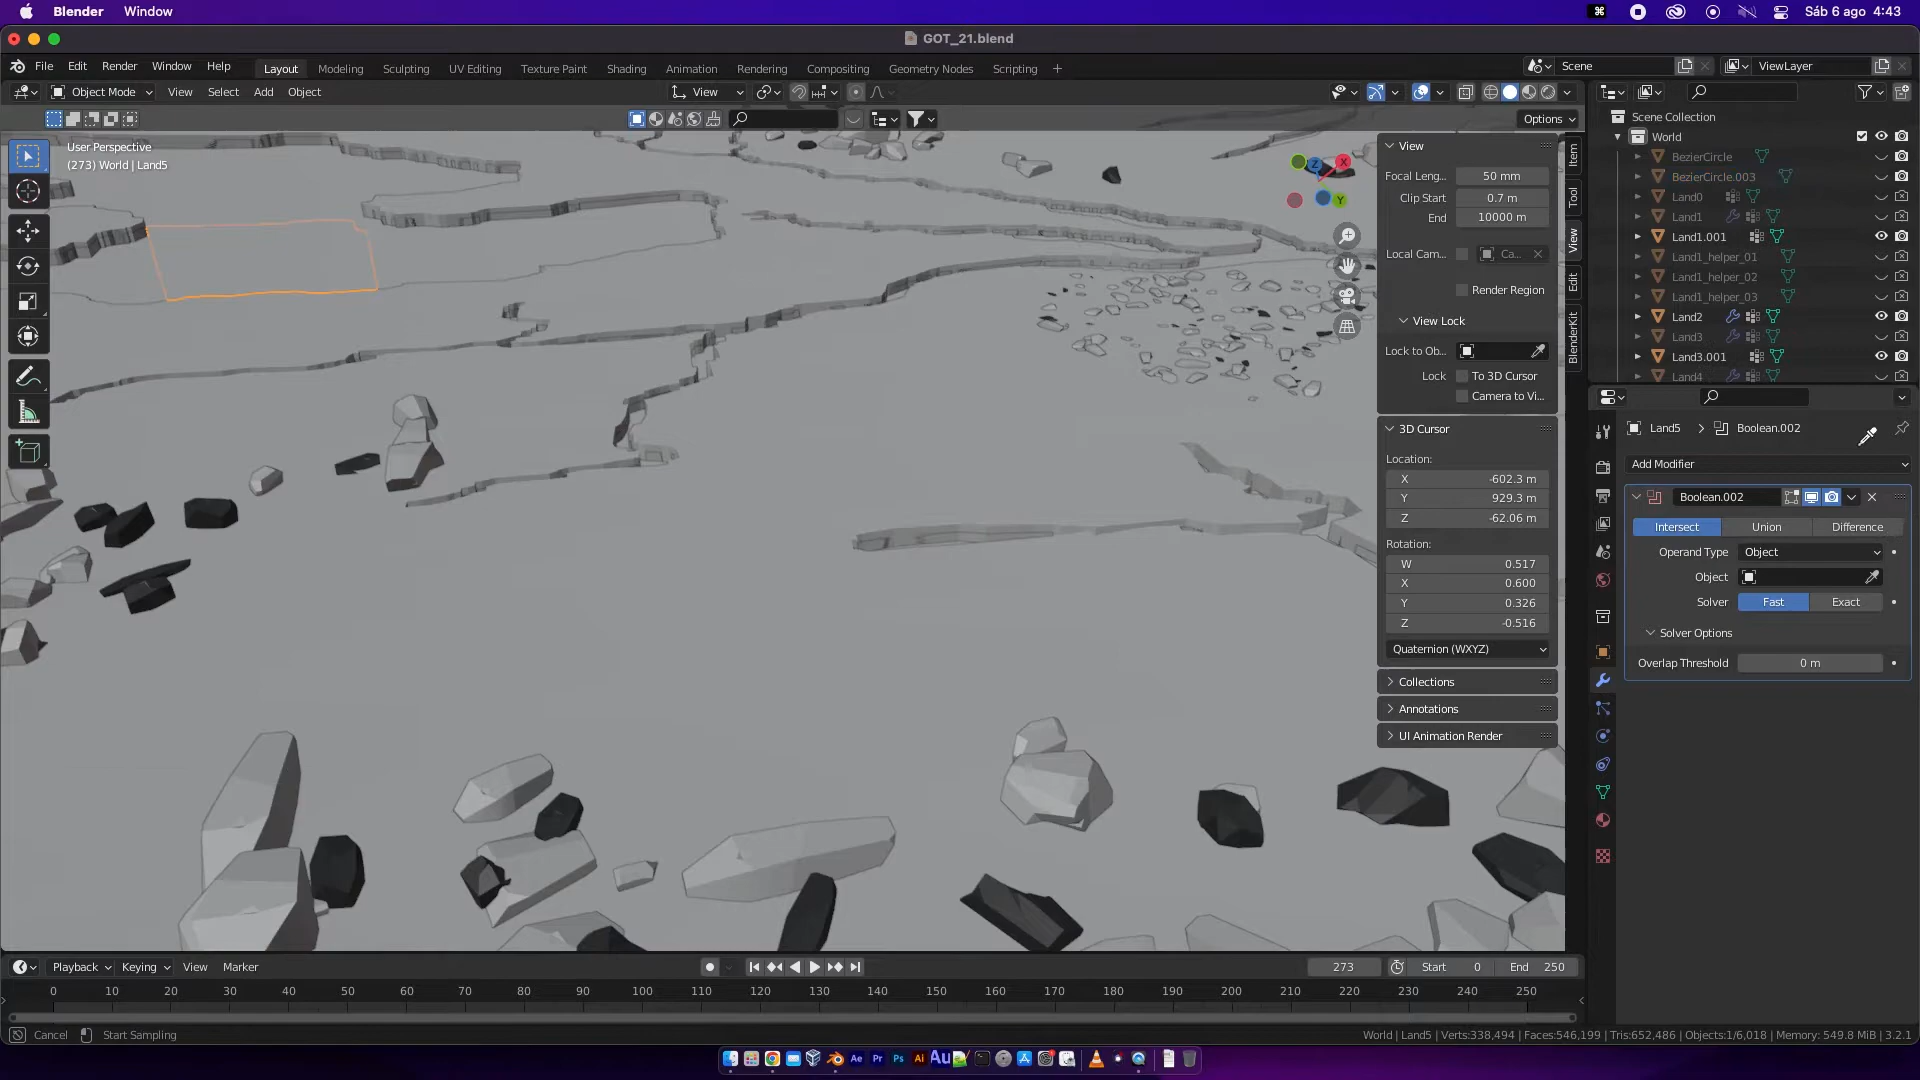 Blender Window Sáb 6 ago 4:43
GOT_21.blend
File Edit Render Window Help Layout Modeling Sculpting UV Editing Texture Paint Shading Animation Rendering Compositing Geometry Nodes Scripting + Scene ViewLayer
Object Mode View Select Add Object View
Options
User Perspective
(273) World | Land5
X
Y
Z
View
Focal Leng... 50 mm
Clip Start 0.7 m
End 10000 m
Local Cam... Ca...
Render Region
View Lock
Lock to Ob...
Lock To 3D Cursor
Camera to Vi...
3D Cursor
Location:
X -602.3 m
Y 929.3 m
Z -62.06 m
Rotation:
W 0.517
X 0.600
Y 0.326
Z -0.516
Quaternion (WXYZ)
Collections
Annotations
UI Animation Render
Item
Tool
View
Edit
BlenderKit
Scene Collection
World
BezierCircle
BezierCircle.003
Land0
Land1
Land1.001
Land1_helper_01
Land1_helper_02
Land1_helper_03
Land2
Land3
Land3.001
Land4
Land5 Boolean.002
Add Modifier
Boolean.002
Intersect Union Difference
Operand Type Object
Object
Solver Fast Exact
Solver Options
Overlap Threshold 0 m
Playback Keying View Marker 273 Start 0 End 250
0 10 20 30 40 50 60 70 80 90 100 110 120 130 140 150 160 170 180 190 200 210 220 230 240 250
Cancel Start Sampling World | Land5 | Verts:338,494 | Faces:546,199 | Tris:652,486 | Objects:1/6,018 | Memory: 549.8 MiB | 3.2.1
Ae Pr Ps Ai Au